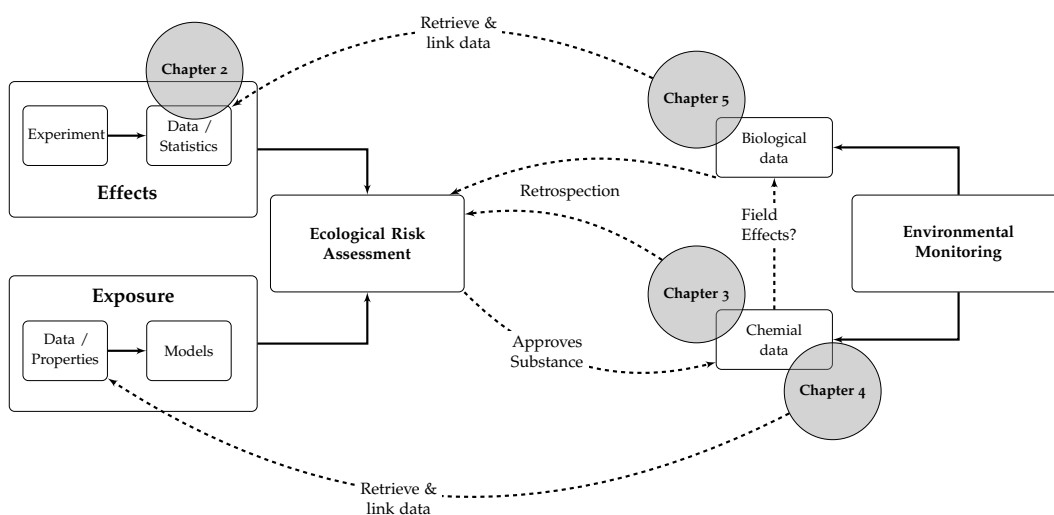 Retrieve &
link data
Chapter 2
Experiment
Data /
Statistics
Effects
Chapter 5
Biological
data
Retrospection
Field
Effects?
Ecological Risk
Assessment
Environmental
Monitoring
Exposure
Data /
Properties
Models
Chapter 3
Chemial
data
Approves
Substance
Chapter 4
Retrieve &
link data